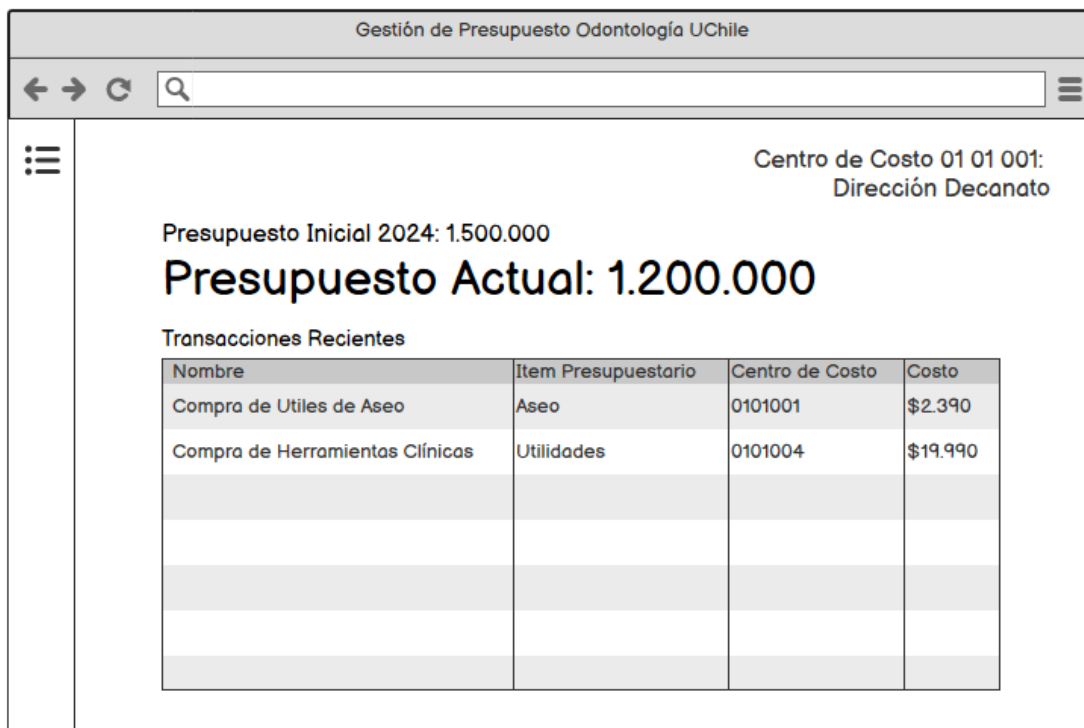 Gestión de Presupuesto Odontología UChile
Centro de Costo 01 01 001:
Dirección Decanato
Presupuesto Inicial 2024: 1.500.000
Presupuesto Actual: 1.200.000
Transacciones Recientes
Nombre Item Presupuestario Centro de Costo Costo
Compra de Utiles de Aseo Aseo 0101001 $2.390
Compra de Herramientas Clínicas Utilidades 0101004 $19.990